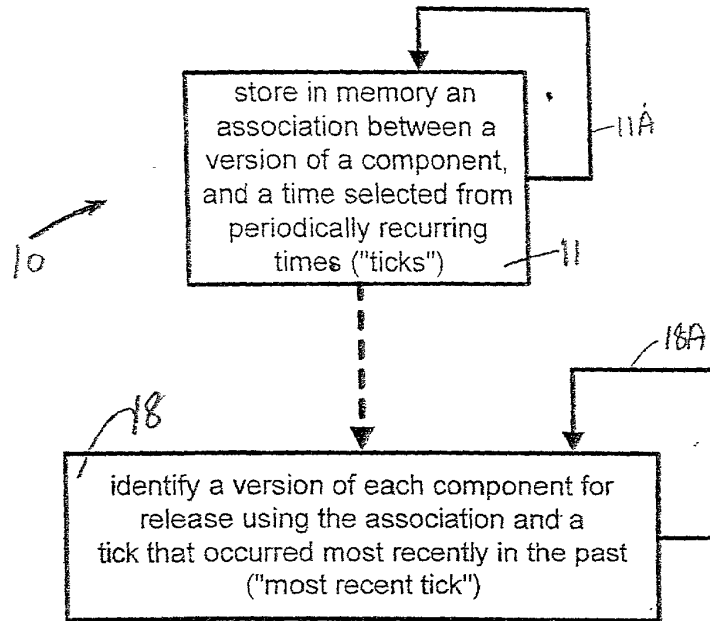 store in memory an
association between a
version of a component,
and a time selected from
periodically recurring
times ("ticks")
11
11A
10
18A
18
identify a version of each component for
release using the association and a
tick that occurred most recently in the past
("most recent tick")